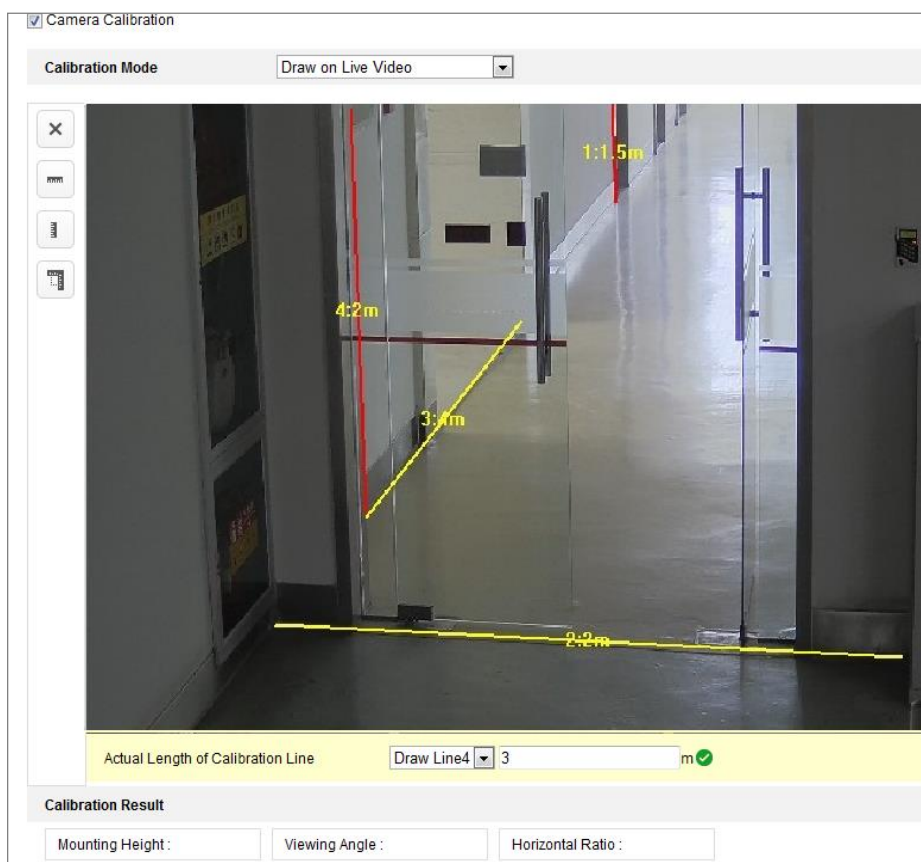 Camera Calibration
Calibration Mode
Draw on Live Video
1:1.5m
4:2m
3:4m
2:2m
Actual Length of Calibration Line
Draw Line4
3
m
Calibration Result
Mounting Height :
Viewing Angle :
Horizontal Ratio :